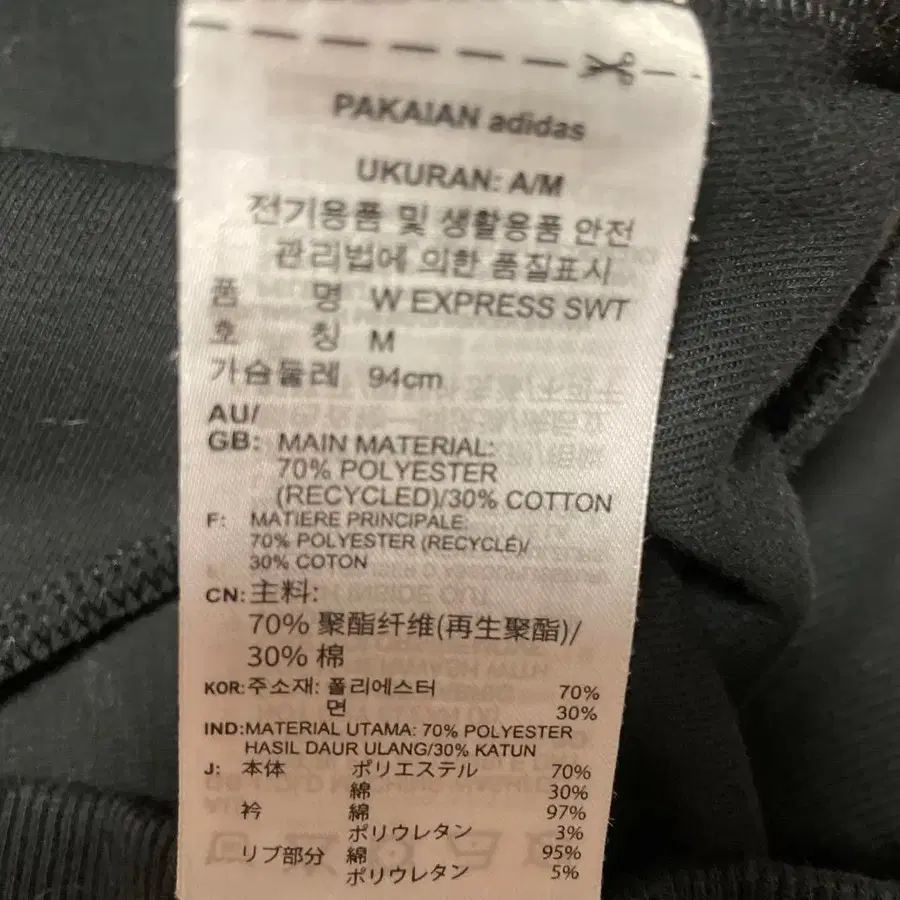 PAKAIAN adidas
UKURAN: A/M
전기용품 및 생활용품 안전
관리법에 의한 품질표시
품 명 W EXPRESS SWT
호 칭 M
가슴둘레 94cm
AU/
GB: MAIN MATERIAL:
70% POLYESTER
(RECYCLED)/30% COTTON
F: MATIERE PRINCIPALE:
70% POLYESTER (RECYCLÉ)/
30% COTON
CN: 主料:
70% 聚酯纤维(再生聚酯)/
30% 棉
KOR: 주소재: 폴리에스터 70%
면 30%
IND: MATERIAL UTAMA: 70% POLYESTER
HASIL DAUR ULANG/30% KATUN
J: 本体 ポリエステル 70%
綿 30%
衿 綿 97%
ポリウレタン 3%
リブ部分 綿 95%
ポリウレタン 5%